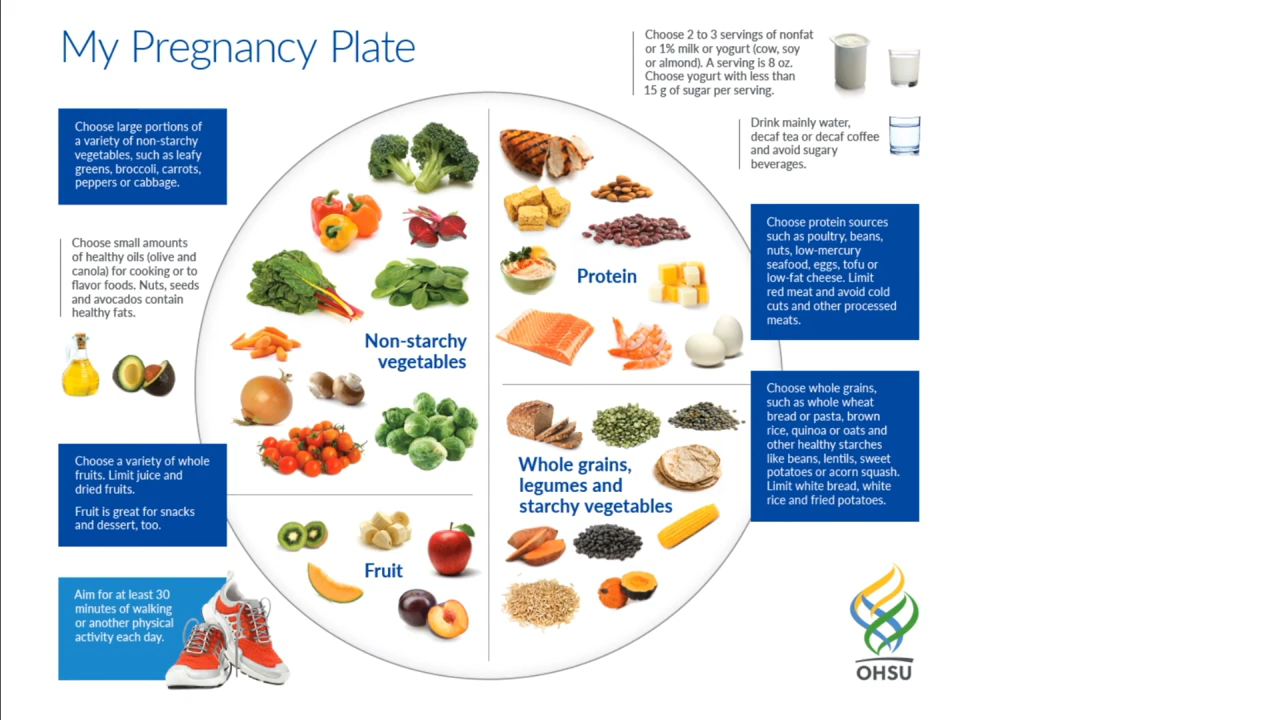 My Pregnancy Plate
Choose 2 to 3 servings of nonfat
or 1% milk or yogurt (cow, soy
or almond). A serving is 8 oz.
Choose yogurt with less than
15 g of sugar per serving.
Drink mainly water,
decaf tea or decaf coffee
and avoid sugary
beverages.
Choose large portions of
a variety of non-starchy
vegetables, such as leafy
greens, broccoli, carrots,
peppers or cabbage.
Choose small amounts
of healthy oils (olive and
canola) for cooking or to
flavor foods. Nuts, seeds
and avocados contain
healthy fats.
Non-starchy
vegetables
Protein
Choose protein sources
such as poultry, beans,
nuts, low-mercury
seafood, eggs, tofu or
low-fat cheese. Limit
red meat and avoid cold
cuts and other processed
meats.
Whole grains,
legumes and
starchy vegetables
Choose whole grains,
such as whole wheat
bread or pasta, brown
rice, quinoa or oats and
other healthy starches
like beans, lentils, sweet
potatoes or acorn squash.
Limit white bread, white
rice and fried potatoes.
Choose a variety of whole
fruits. Limit juice and
dried fruits.
Fruit is great for snacks
and dessert, too.
Fruit
Aim for at least 30
minutes of walking
or another physical
activity each day.
OHSU